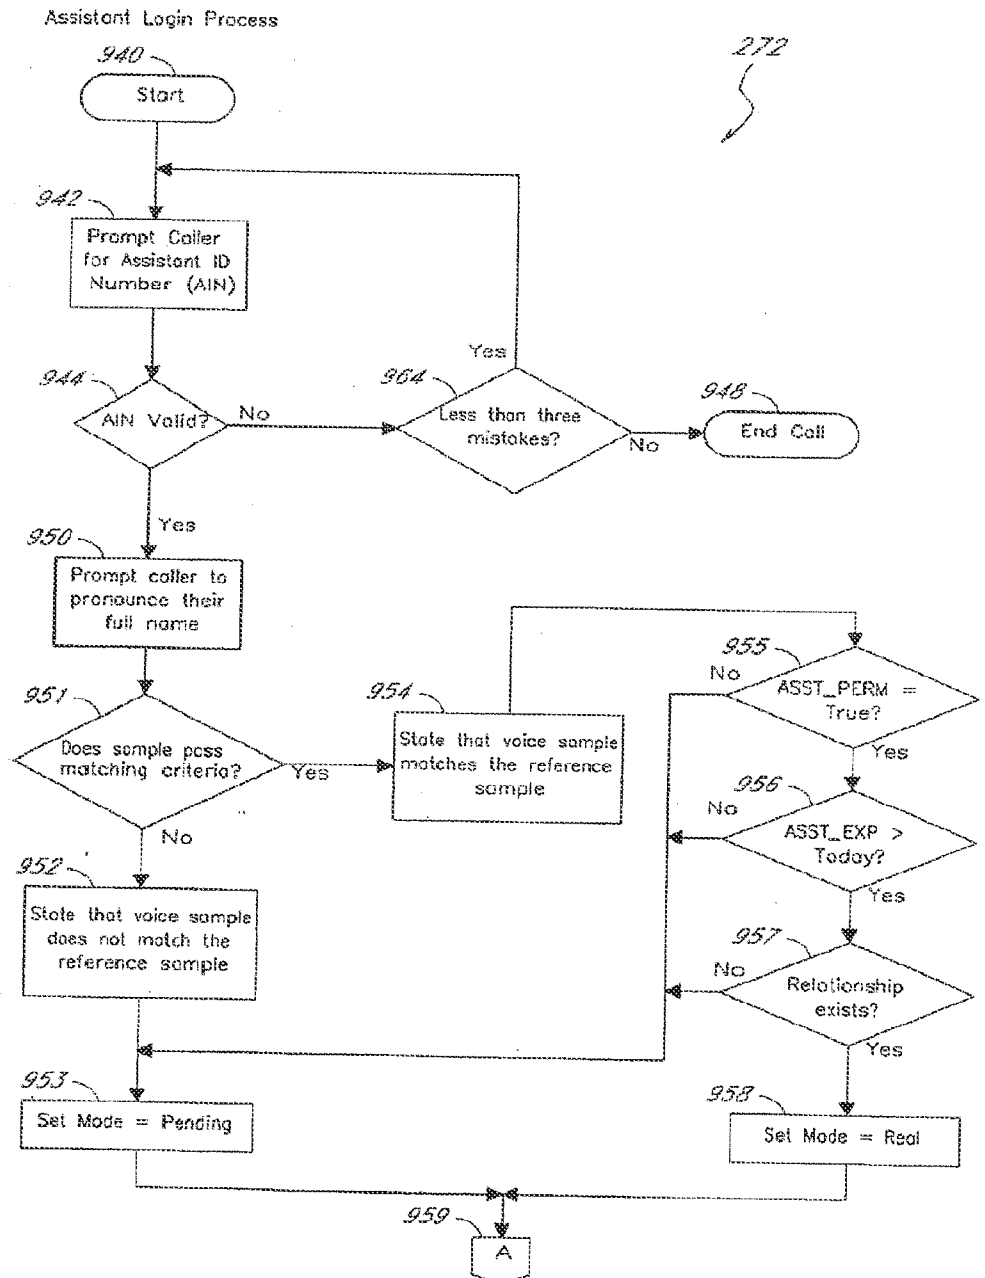 Assistant Login Process
940
272
Start
942
Prompt Caller
for Assistant ID
Number (AIN)
Yes
944
964
948
AIN Valid?
No
Less than three
mistakes?
No
End Call
Yes
950
Prompt caller to
pronounce their
full name
955
No
ASST_PERM =
True?
951
954
State that voice sample
matches the reference
sample
Does sample pass
matching criteria?
Yes
Yes
956
No
ASST_EXP >
Today?
No
952
State that voice sample
does not match the
reference sample
Yes
957
No
Relationship
exists?
Yes
953
Set Mode = Pending
958
Set Mode = Real
959
A